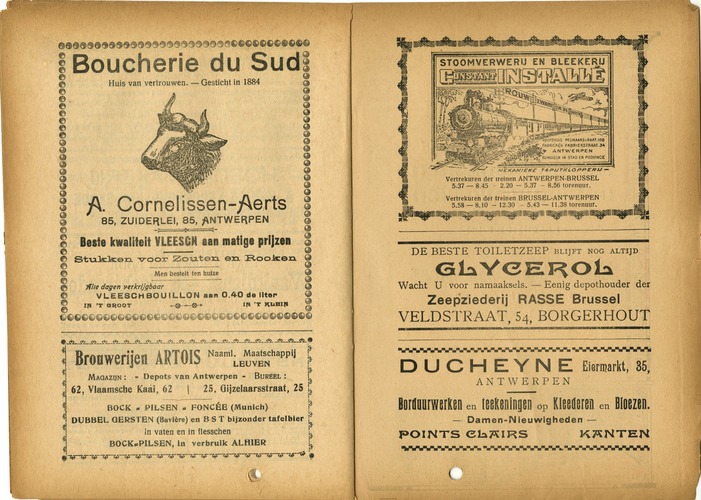 Boucherie du Sud
Huis van vertrouwen. — Gesticht in 1884
A. Cornelissen-Aerts
85, ZUIDERLEI, 85, ANTWERPEN
Beste kwaliteit VLEESCH aan matige prijzen
Stukken voor Zouten en Rooken
Men bestelt ten huize
Alle dagen verkrijgbaar
VLEESCHBOUILLON aan 0.40 de liter
IN 'T GROOT IN 'T KLEIN
Brouwerijen ARTOIS Naaml. Maatschappij
LEUVEN
MAGAZIJN: - Depots van Antwerpen - BUREEL:
62, Vlaamsche Kaai, 62 | 25, Gijzelaarsstraat, 25
BOCK = PILSEN = FONCÉE (Munich)
DUBBEL GERSTEN (Bavière) en B S T bijzonder tafelbier
in vaten en in flesschen
BOCK=PILSEN, in verbruik ALHIER
STOOMVERWERIJ EN BLEEKERIJ
CONSTANT INSTALLÉ
ROUW
ANTWERPEN
MEKANIEKE TAPIJTKLOPPERIJ
Vertrekuren der treinen ANTWERPEN-BRUSSEL
5.37 — 8.45 - 2.20 — 5.37 - 8.56 torenuur.
Vertrekuren der treinen BRUSSEL-ANTWERPEN
5.58 — 8.10 — 12.30 — 5.43 — 11.38 torenuur.
DE BESTE TOILETZEEP BLIJFT NOG ALTIJD
GLYCEROL
Wacht U voor namaaksels. — Eenig depothouder der
Zeepziederij RASSE Brussel
VELDSTRAAT, 54, BORGERHOUT
DUCHEYNE Eiermarkt, 35,
ANTWERPEN
Borduurwerken en teekeningen op Kleederen en Bloezen.
— Damen-Nieuwigheden —
POINTS CLAIRS KANTEN